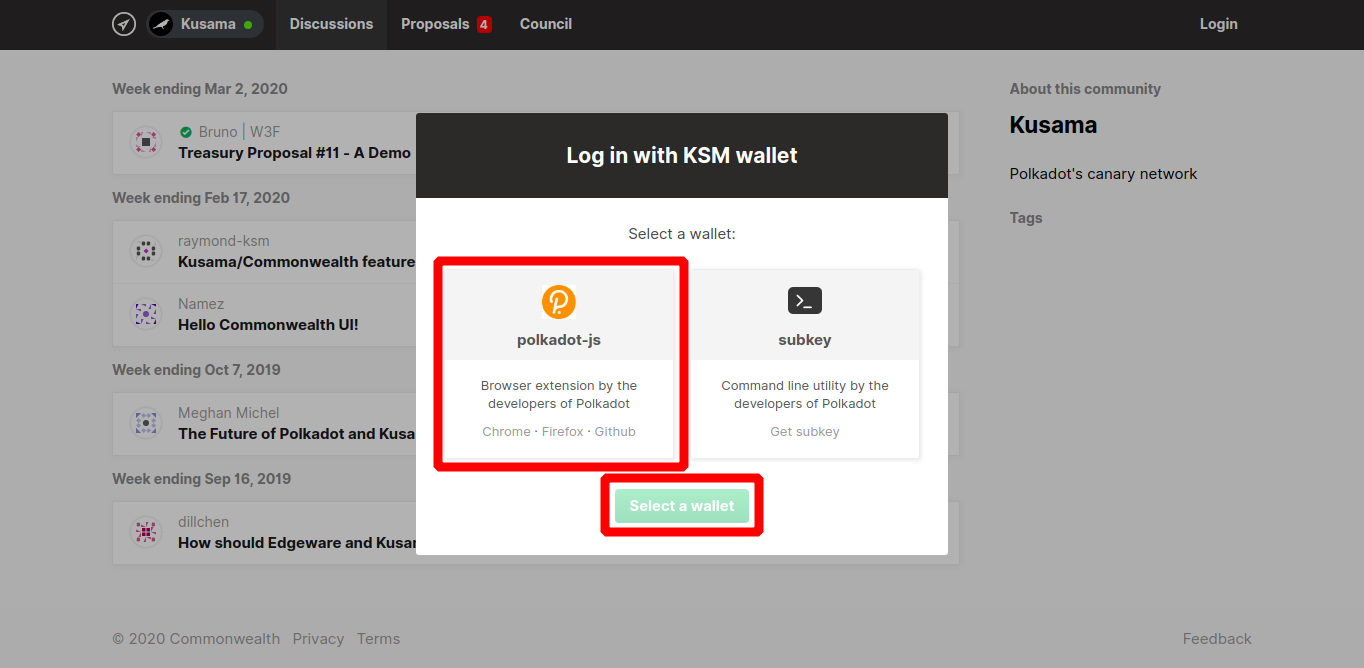 Kusama
Discussions
Proposals 4
Council
Login
Week ending Mar 2, 2020
Bruno | W3F
Treasury Proposal #11 - A Demo
Week ending Feb 17, 2020
raymond-ksm
Kusama/Commonwealth feature
Namez
Hello Commonwealth UI!
Week ending Oct 7, 2019
Meghan Michel
The Future of Polkadot and Kusa
Week ending Sep 16, 2019
dillchen
How should Edgeware and Kusa
Log in with KSM wallet
Select a wallet:
polkadot-js
Browser extension by the
developers of Polkadot
Chrome · Firefox · Github
subkey
Command line utility by the
developers of Polkadot
Get subkey
Select a wallet
About this community
Kusama
Polkadot's canary network
Tags
© 2020 Commonwealth Privacy Terms
Feedback